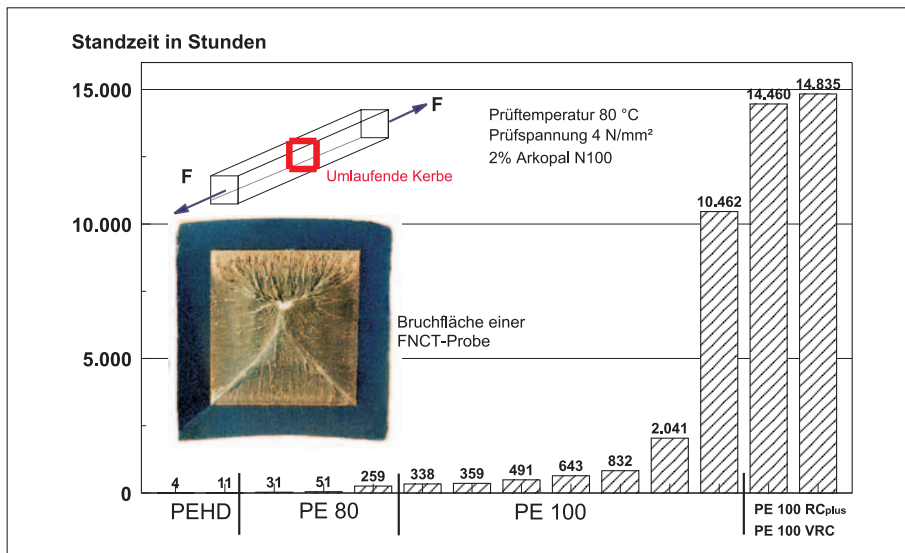 Standzeit in Stunden
15.000
10.000
5.000
0
F
F
Umlaufende Kerbe
Prüftemperatur 80 °C
Prüfspannung 4 N/mm²
2% Arkopal N100
Bruchfläche einer
FNCT-Probe
4
11
31
51
259
338
359
491
643
832
2.041
10.462
14.460
14.835
PEHD
PE 80
PE 100
PE 100 RCplus
PE 100 VRC